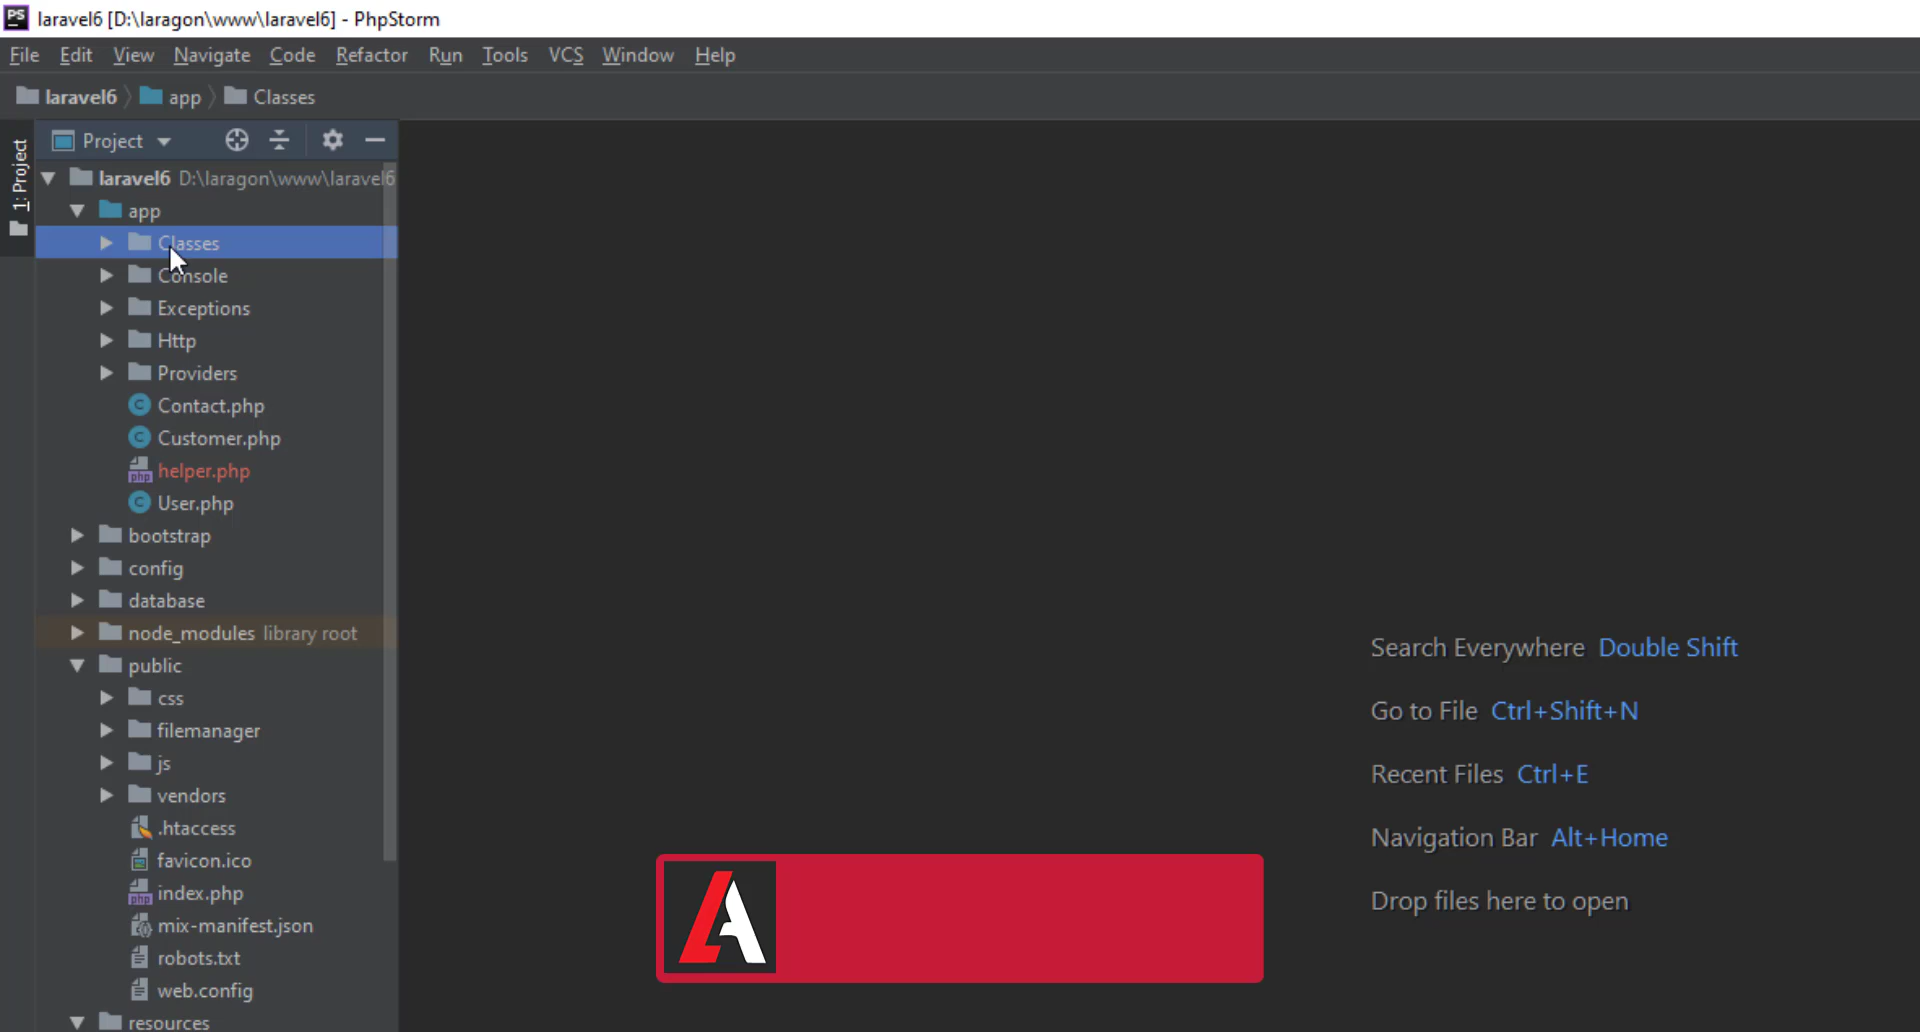 PS laravel6 [D:\laragon\www\laravel6] - PhpStorm
File Edit View Navigate Code Refactor Run Tools VCS Window Help
laravel6 app Classes
1: Project
Project
laravel6 D:\laragon\www\laravel6
app
Classes
Console
Exceptions
Http
Providers
Contact.php
Customer.php
php helper.php
User.php
bootstrap
config
database
node_modules library root
public
css
filemanager
js
vendors
.htaccess
favicon.ico
php index.php
mix-manifest.json
robots.txt
web.config
resources
Search Everywhere Double Shift
Go to File Ctrl+Shift+N
Recent Files Ctrl+E
Navigation Bar Alt+Home
Drop files here to open
A